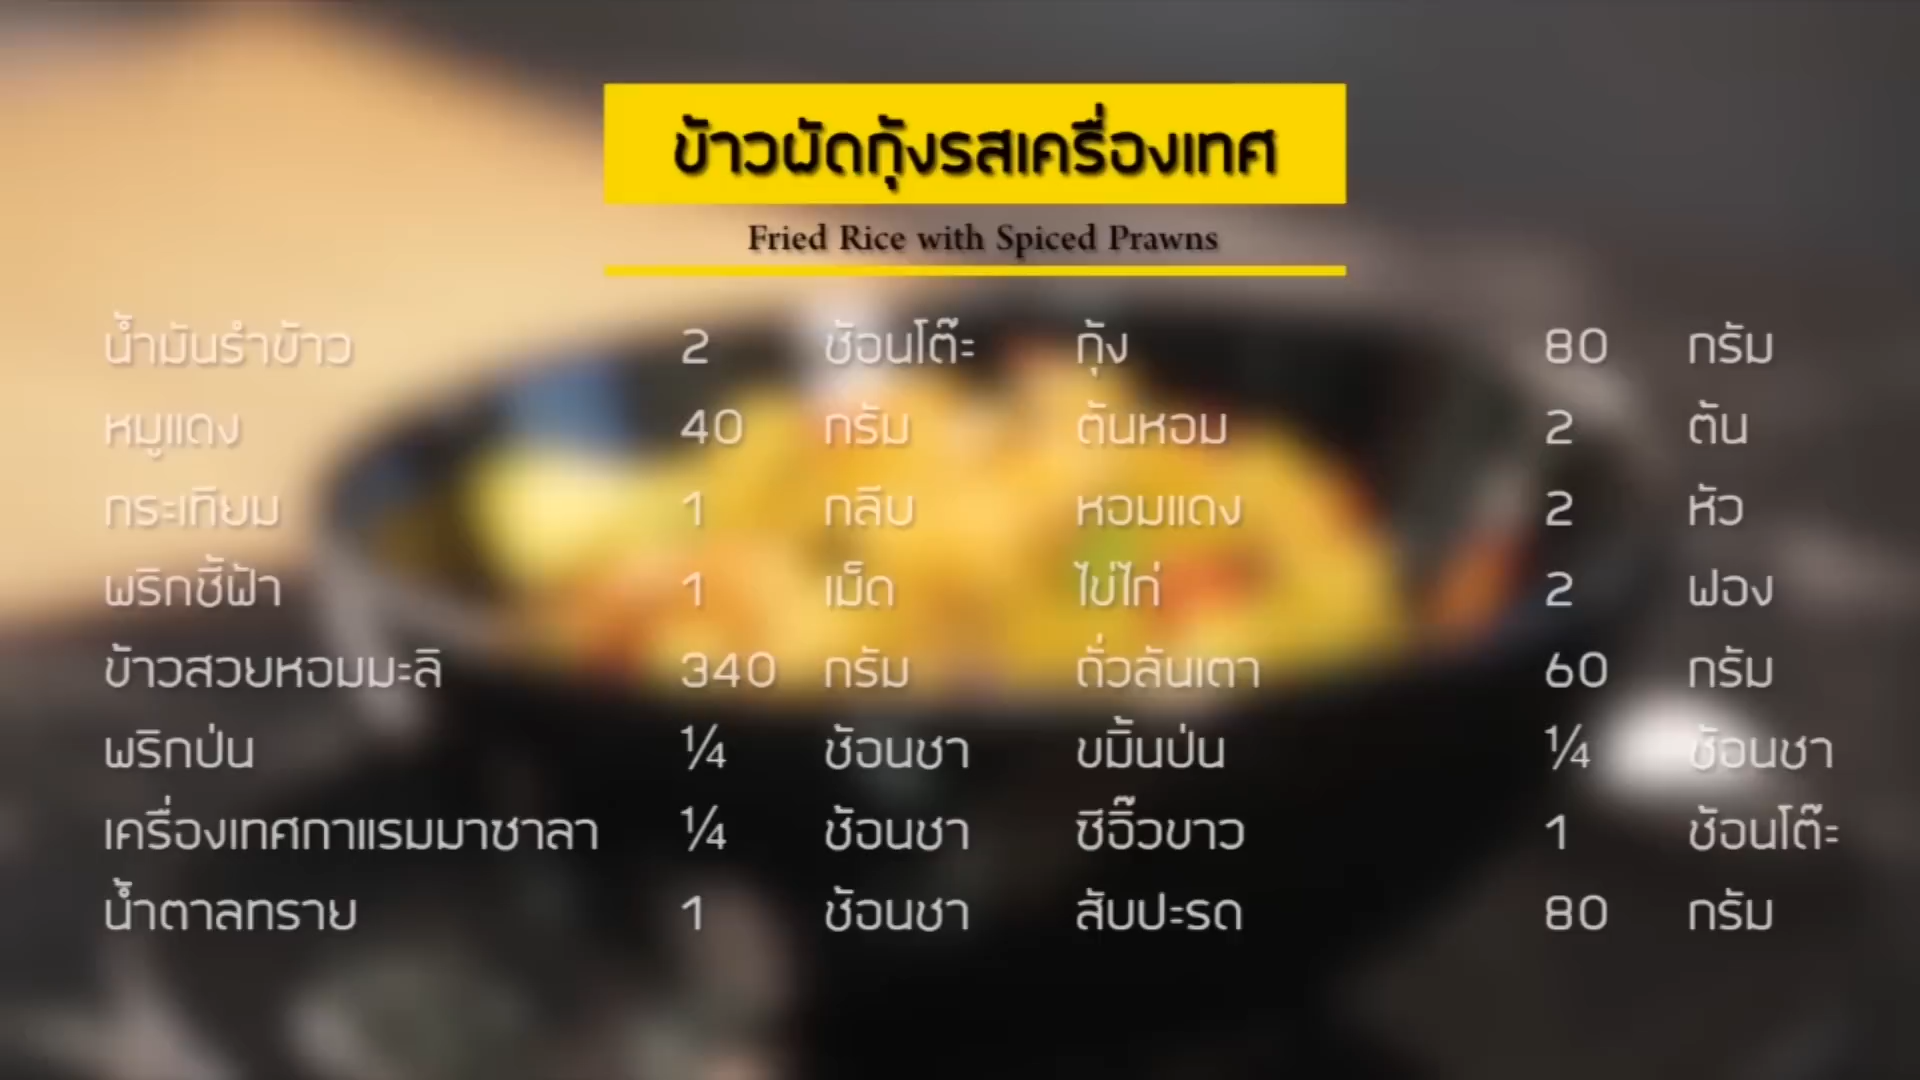 ข้าวผัดกุ้งรสเครื่องเทศ
Fried Rice with Spiced Prawns
น้ำมันรำข้าว 2 ช้อนโต๊ะ กุ้ง 80 กรัม
หมูแดง 40 กรัม ต้นหอม 2 ต้น
กระเทียม 1 กลีบ หอมแดง 2 หัว
พริกชี้ฟ้า 1 เม็ด ไข่ไก่ 2 ฟอง
ข้าวสวยหอมมะลิ 340 กรัม ถั่วลันเตา 60 กรัม
พริกป่น ¼ ช้อนชา ขมิ้นป่น ¼ ช้อนชา
เครื่องเทศกาแรมมาซาลา ¼ ช้อนชา ซีอิ๊วขาว 1 ช้อนโต๊ะ
น้ำตาลทราย 1 ช้อนชา สับปะรด 80 กรัม